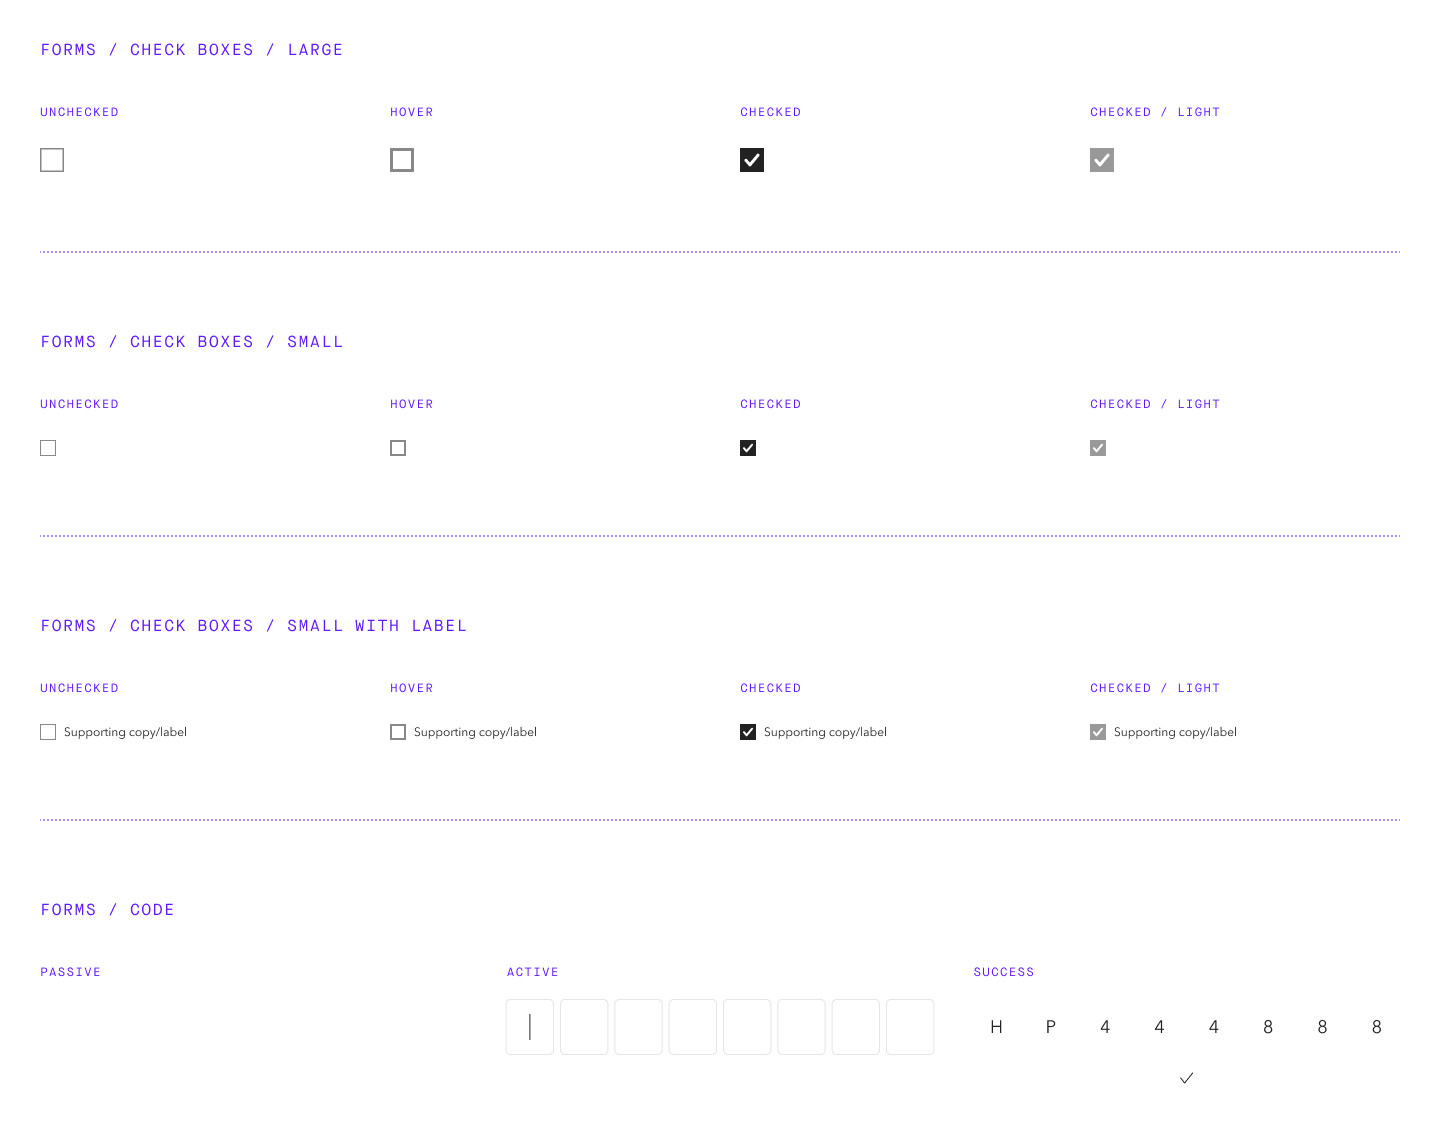 FORMS / CHECK BOXES / LARGE
UNCHECKED HOVER CHECKED CHECKED / LIGHT
FORMS / CHECK BOXES / SMALL
UNCHECKED HOVER CHECKED CHECKED / LIGHT
FORMS / CHECK BOXES / SMALL WITH LABEL
UNCHECKED HOVER CHECKED CHECKED / LIGHT
Supporting copy/label Supporting copy/label Supporting copy/label Supporting copy/label
FORMS / CODE
PASSIVE ACTIVE SUCCESS
H P 4 4 4 8 8 8